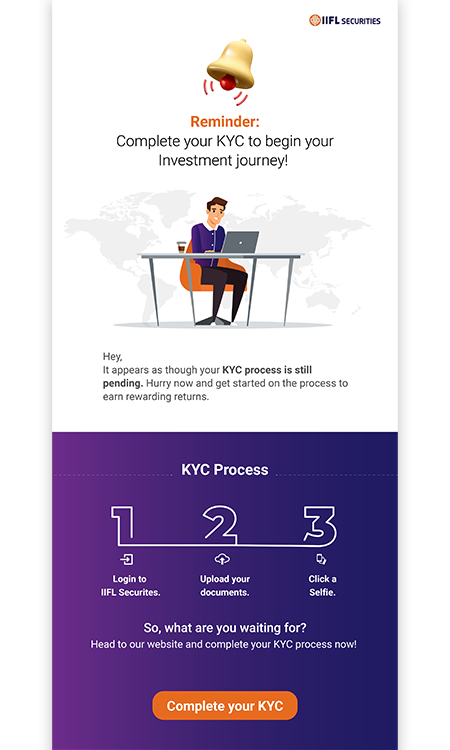 IIFL SECURITIES
Reminder:
Complete your KYC to begin your
Investment journey!
Hey,
It appears as though your KYC process is still
pending. Hurry now and get started on the process to
earn rewarding returns.
KYC Process
1 2 3
Login to
IIFL Securites.
Upload your
documents.
Click a
Selfie.
So, what are you waiting for?
Head to our website and complete your KYC process now!
Complete your KYC